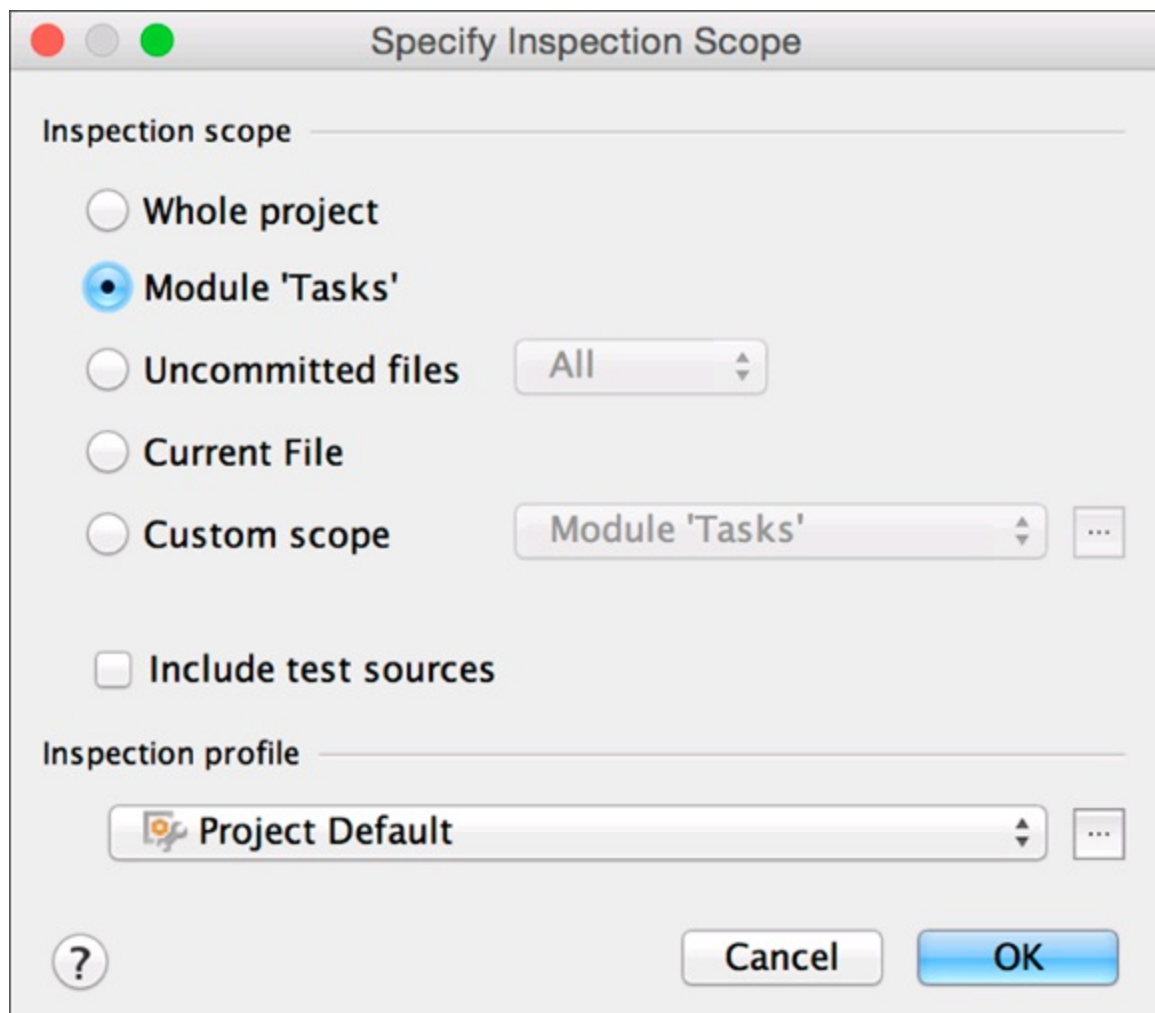 Specify Inspection Scope
Inspection scope
Whole project
Module 'Tasks'
Uncommitted files All
Current File
Custom scope Module 'Tasks' ...
Include test sources
Inspection profile
Project Default ...
? Cancel OK